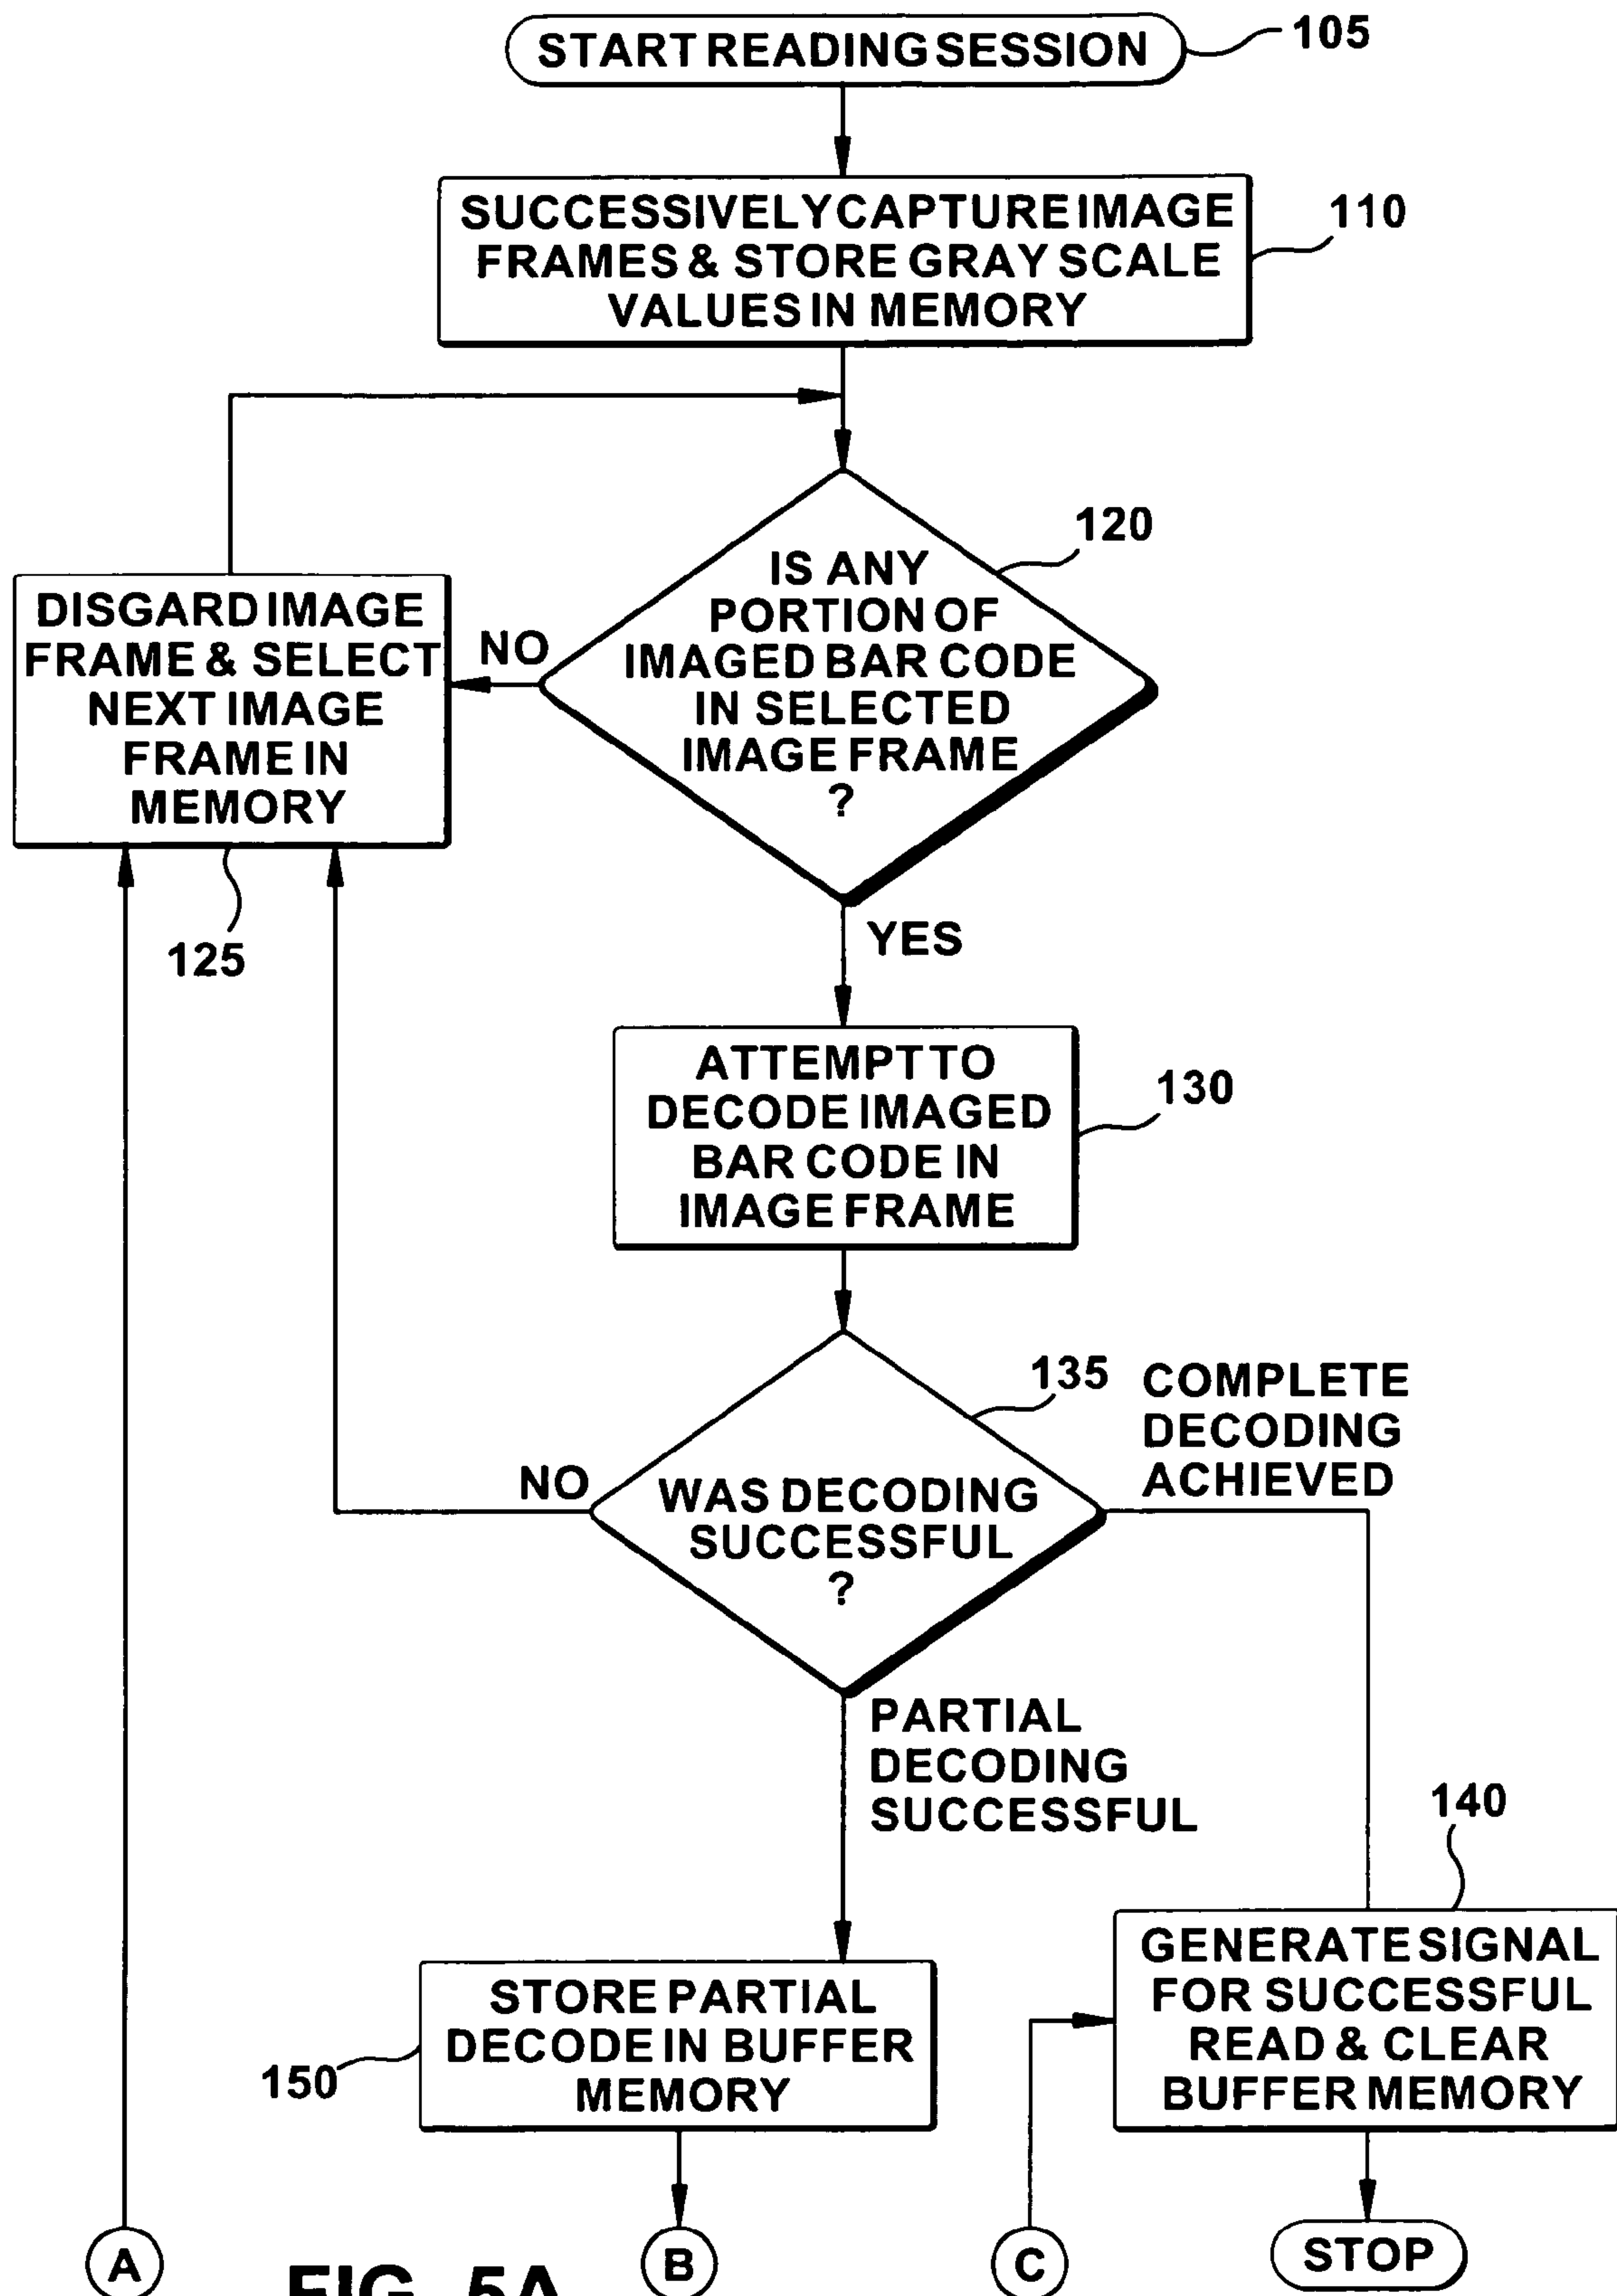 START READING SESSION
105
SUCCESSIVELY CAPTURE IMAGE
FRAMES & STORE GRAY SCALE
VALUES IN MEMORY
110
IS ANY
PORTION OF
IMAGED BAR CODE
IN SELECTED
IMAGE FRAME
?
120
NO
DISGARD IMAGE
FRAME & SELECT
NEXT IMAGE
FRAME IN
MEMORY
125
YES
ATTEMPT TO
DECODE IMAGED
BAR CODE IN
IMAGE FRAME
130
WAS DECODING
SUCCESSFUL
?
135
NO
COMPLETE
DECODING
ACHIEVED
PARTIAL
DECODING
SUCCESSFUL
140
GENERATE SIGNAL
FOR SUCCESSFUL
READ & CLEAR
BUFFER MEMORY
STORE PARTIAL
DECODE IN BUFFER
MEMORY
150
A
FIG. 5A
B
C
STOP